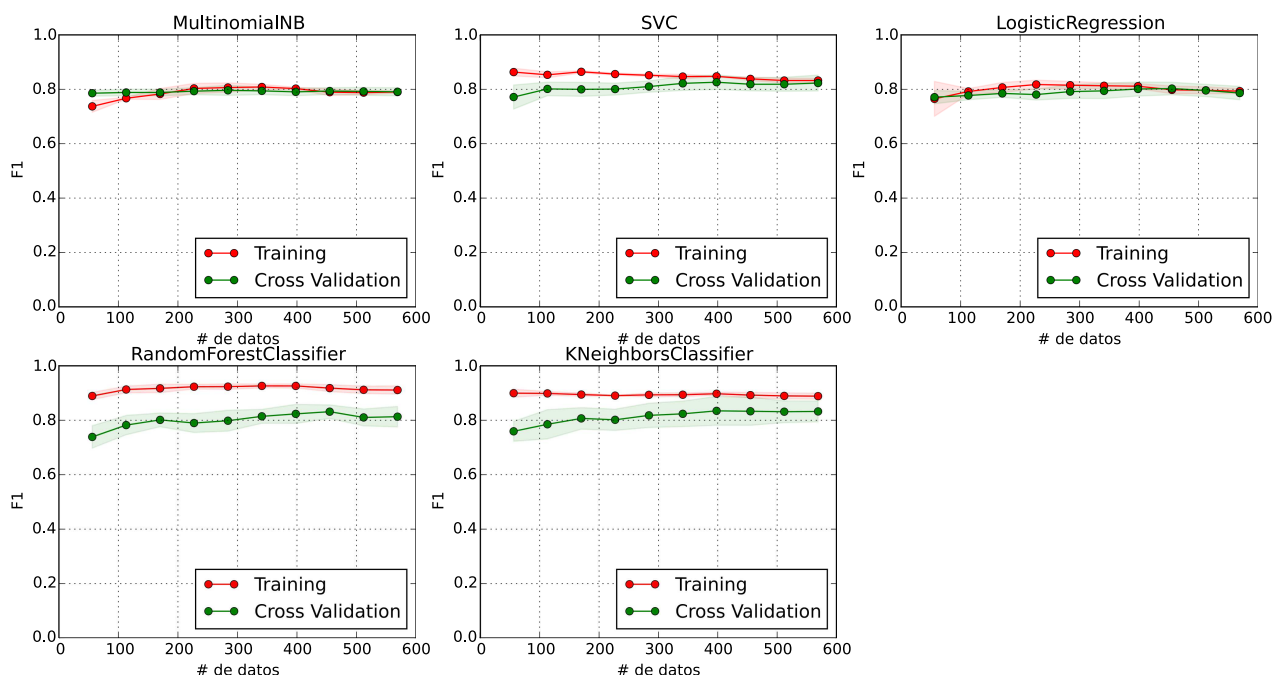 MultinomialNB
1.0
0.8
0.6
0.4
0.2
0.0
F1
Training
Cross Validation
0 100 200 300 400 500 600
# de datos
SVC
1.0
0.8
0.6
0.4
0.2
0.0
F1
Training
Cross Validation
0 100 200 300 400 500 600
# de datos
LogisticRegression
1.0
0.8
0.6
0.4
0.2
0.0
F1
Training
Cross Validation
0 100 200 300 400 500 600
# de datos
RandomForestClassifier
1.0
0.8
0.6
0.4
0.2
0.0
F1
Training
Cross Validation
0 100 200 300 400 500 600
# de datos
KNeighborsClassifier
1.0
0.8
0.6
0.4
0.2
0.0
F1
Training
Cross Validation
0 100 200 300 400 500 600
# de datos